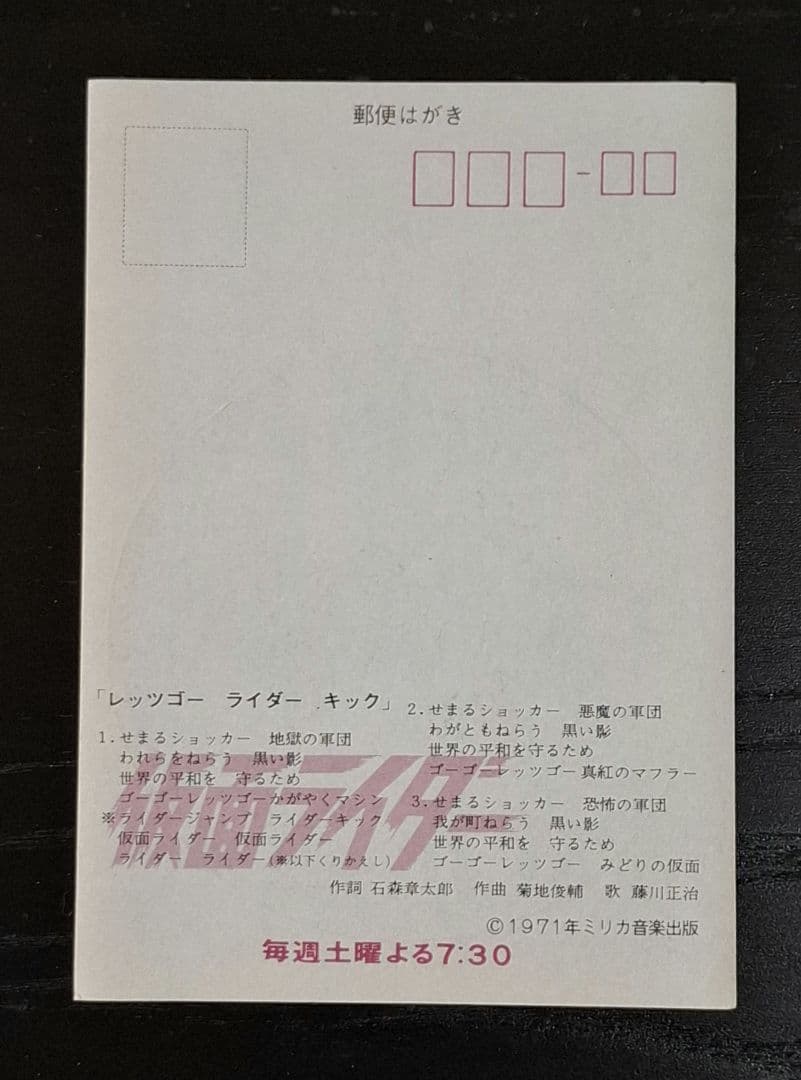 郵便はがき
「レッツゴー　ライダー　キック」
1.せまるショッカー　地獄の軍団
われらをねらう　黒い影
世界の平和を　守るため
ゴーゴーレッツゴーかがやくマシン
※ライダージャンプ　ライダーキック
仮面ライダー　仮面ライダー
ライダー　ライダー(※以下くりかえし)
2.せまるショッカー　悪魔の軍団
わがともねらう　黒い影
世界の平和を守るため
ゴーゴーレッツゴー真紅のマフラー
3.せまるショッカー　恐怖の軍団
我が町ねらう　黒い影
世界の平和を　守るため
ゴーゴーレッツゴー　みどりの仮面
仮面ライダー
作詞 石森章太郎　作曲 菊地俊輔　歌 藤川正治
©1971年ミリカ音楽出版
毎週土曜よる7:30